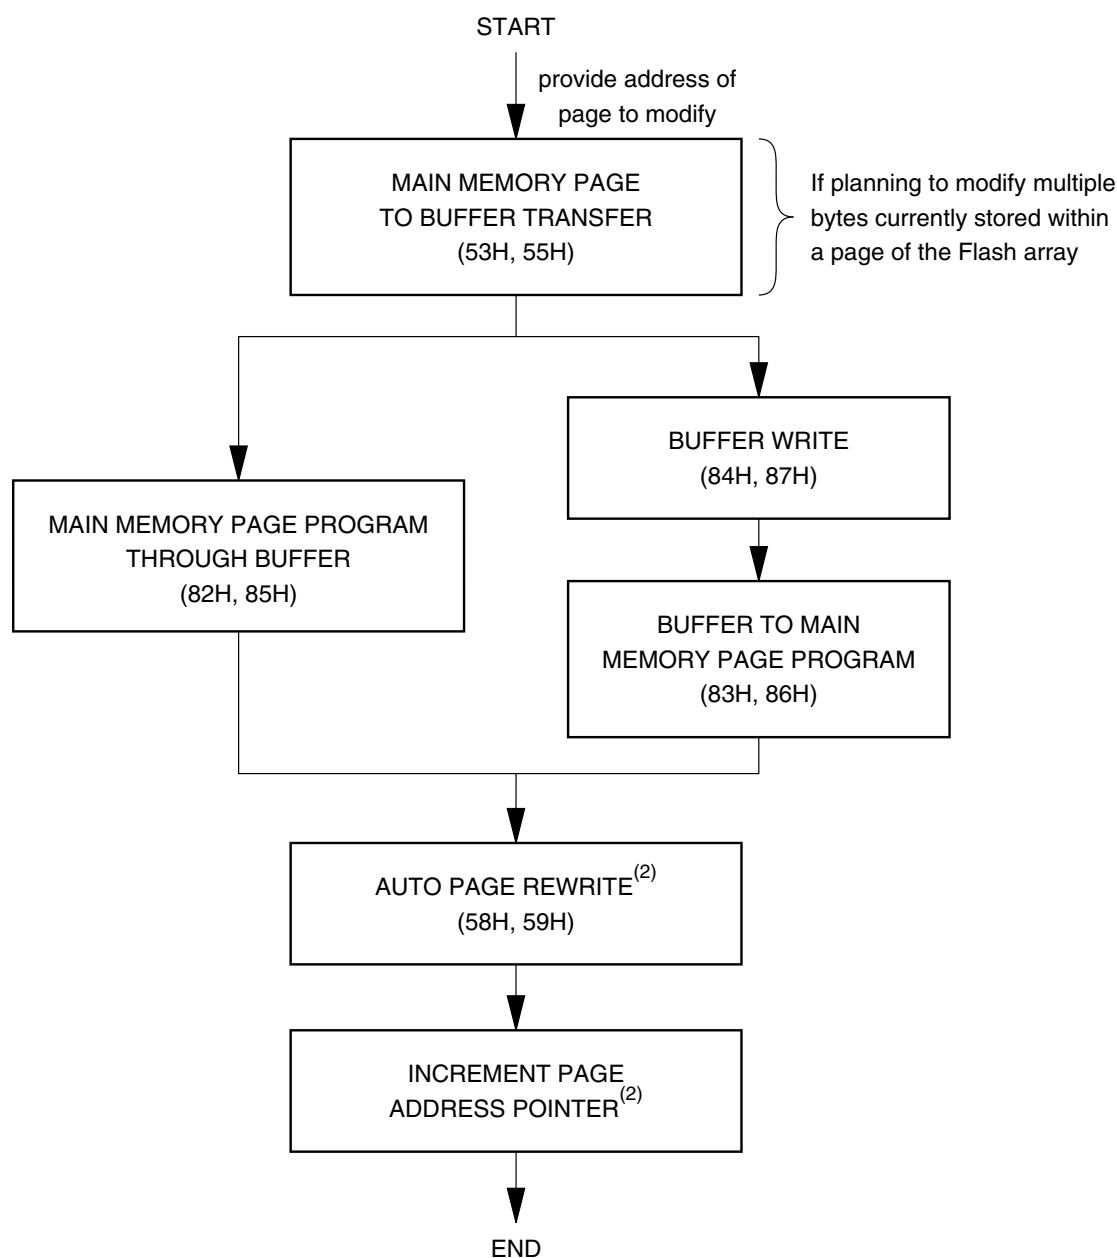 START
provide address of
page to modify
MAIN MEMORY PAGE
TO BUFFER TRANSFER
(53H, 55H)
If planning to modify multiple
bytes currently stored within
a page of the Flash array
MAIN MEMORY PAGE PROGRAM
THROUGH BUFFER
(82H, 85H)
BUFFER WRITE
(84H, 87H)
BUFFER TO MAIN
MEMORY PAGE PROGRAM
(83H, 86H)
AUTO PAGE REWRITE(2)
(58H, 59H)
INCREMENT PAGE
ADDRESS POINTER(2)
END